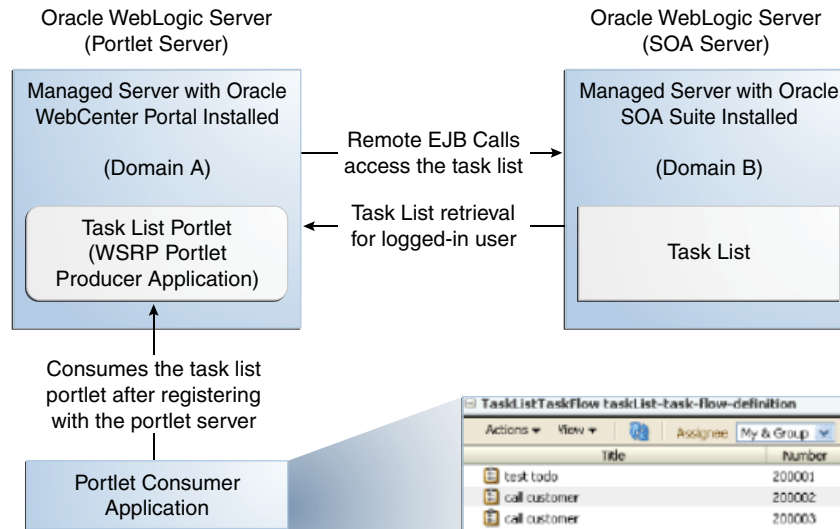 Oracle WebLogic Server
(Portlet Server)
Managed Server with Oracle
WebCenter Portal Installed
(Domain A)
Task List Portlet
(WSRP Portlet
Producer Application)
Remote EJB Calls
access the task list
Task List retrieval
for logged-in user
Oracle WebLogic Server
(SOA Server)
Managed Server with Oracle
SOA Suite Installed
(Domain B)
Task List
Consumes the task list
portlet after registering
with the portlet server
Portlet Consumer
Application
TaskListTaskFlow taskList-task-flow-definition
Actions View Assignee My & Group
Title Number
test todo 200001
call customer 200002
call customer 200003